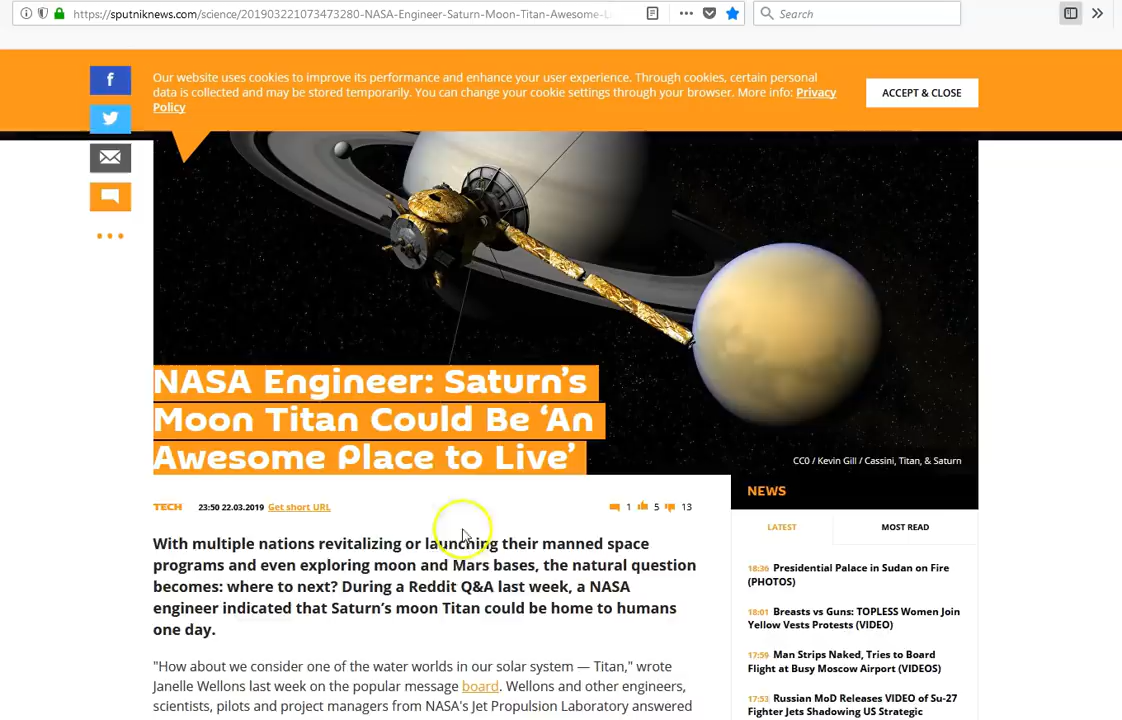 https://sputniknews.com/science/201903221073473280-NASA-Engineer-Saturn-Moon-Titan-Awesome-L
Search
Our website uses cookies to improve its performance and enhance your user experience. Through cookies, certain personal
data is collected and may be stored temporarily. You can change your cookie settings through your browser. More info: Privacy
Policy
ACCEPT & CLOSE
NASA Engineer: Saturn's
Moon Titan Could Be ‘An
Awesome Place to Live’
CC0 / Kevin Gill / Cassini, Titan, & Saturn
TECH 23:50 22.03.2019 Get short URL
1 5 13
With multiple nations revitalizing or launching their manned space
programs and even exploring moon and Mars bases, the natural question
becomes: where to next? During a Reddit Q&A last week, a NASA
engineer indicated that Saturn’s moon Titan could be home to humans
one day.
"How about we consider one of the water worlds in our solar system — Titan," wrote
Janelle Wellons last week on the popular message board. Wellons and other engineers,
scientists, pilots and project managers from NASA's Jet Propulsion Laboratory answered
NEWS
LATEST
MOST READ
18:36 Presidential Palace in Sudan on Fire
(PHOTOS)
18:01 Breasts vs Guns: TOPLESS Women Join
Yellow Vests Protests (VIDEO)
17:59 Man Strips Naked, Tries to Board
Flight at Busy Moscow Airport (VIDEOS)
17:53 Russian MoD Releases VIDEO of Su-27
Fighter Jets Shadowing US Strategic